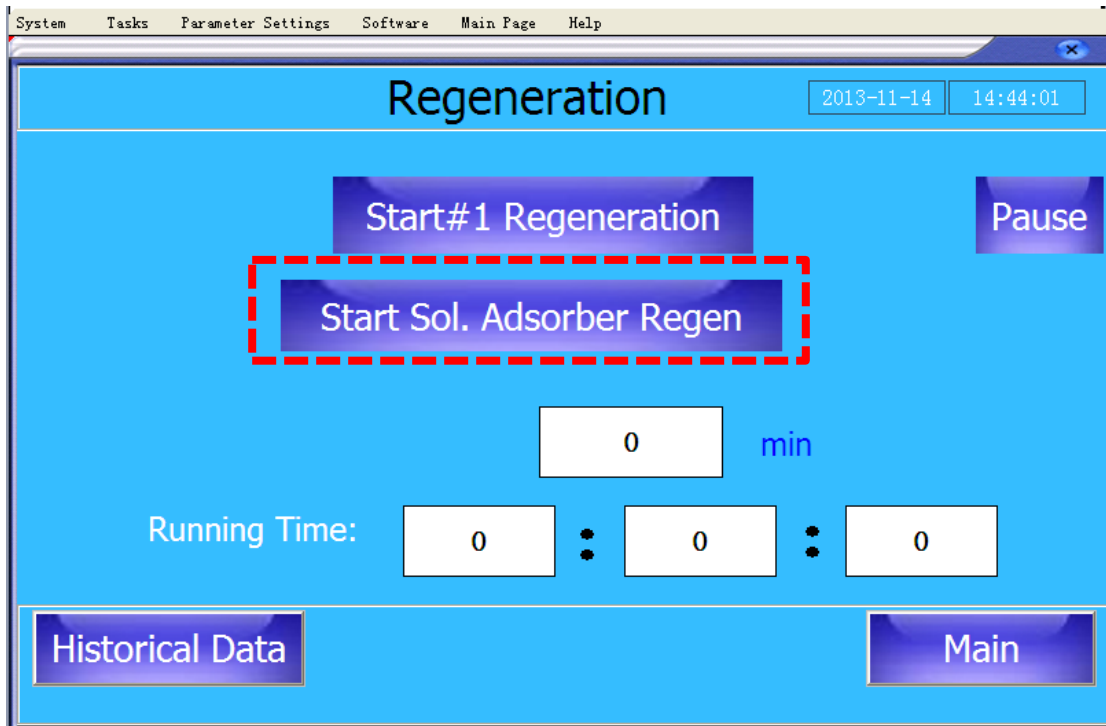 System Tasks Parameter Settings Software Main Page Help
Regeneration 2013-11-14 14:44:01
Start#1 Regeneration Pause
Start Sol. Adsorber Regen
0 min
Running Time: 0 : 0 : 0
Historical Data Main